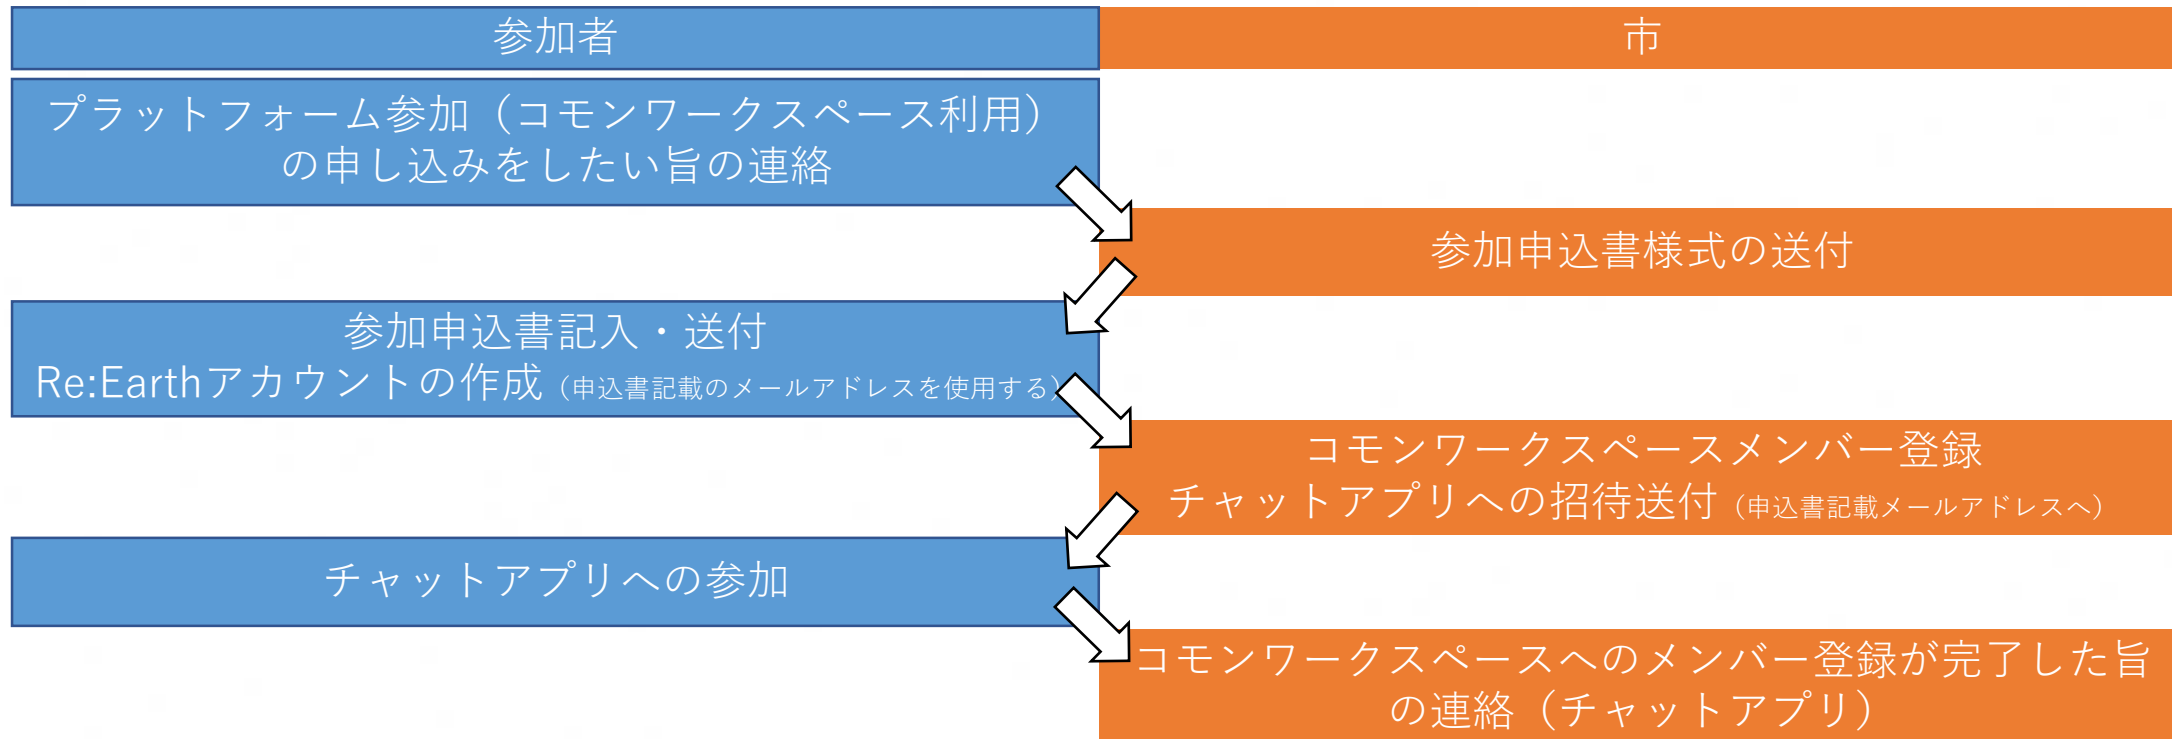 参加者
市
プラットフォーム参加（コモンワークスペース利用）
の申し込みをしたい旨の連絡
参加申込書様式の送付
参加申込書記入・送付
Re:Earthアカウントの作成（申込書記載のメールアドレスを使用する）
コモンワークスペースメンバー登録
チャットアプリへの招待送付（申込書記載メールアドレスへ）
チャットアプリへの参加
コモンワークスペースへのメンバー登録が完了した旨
の連絡（チャットアプリ）